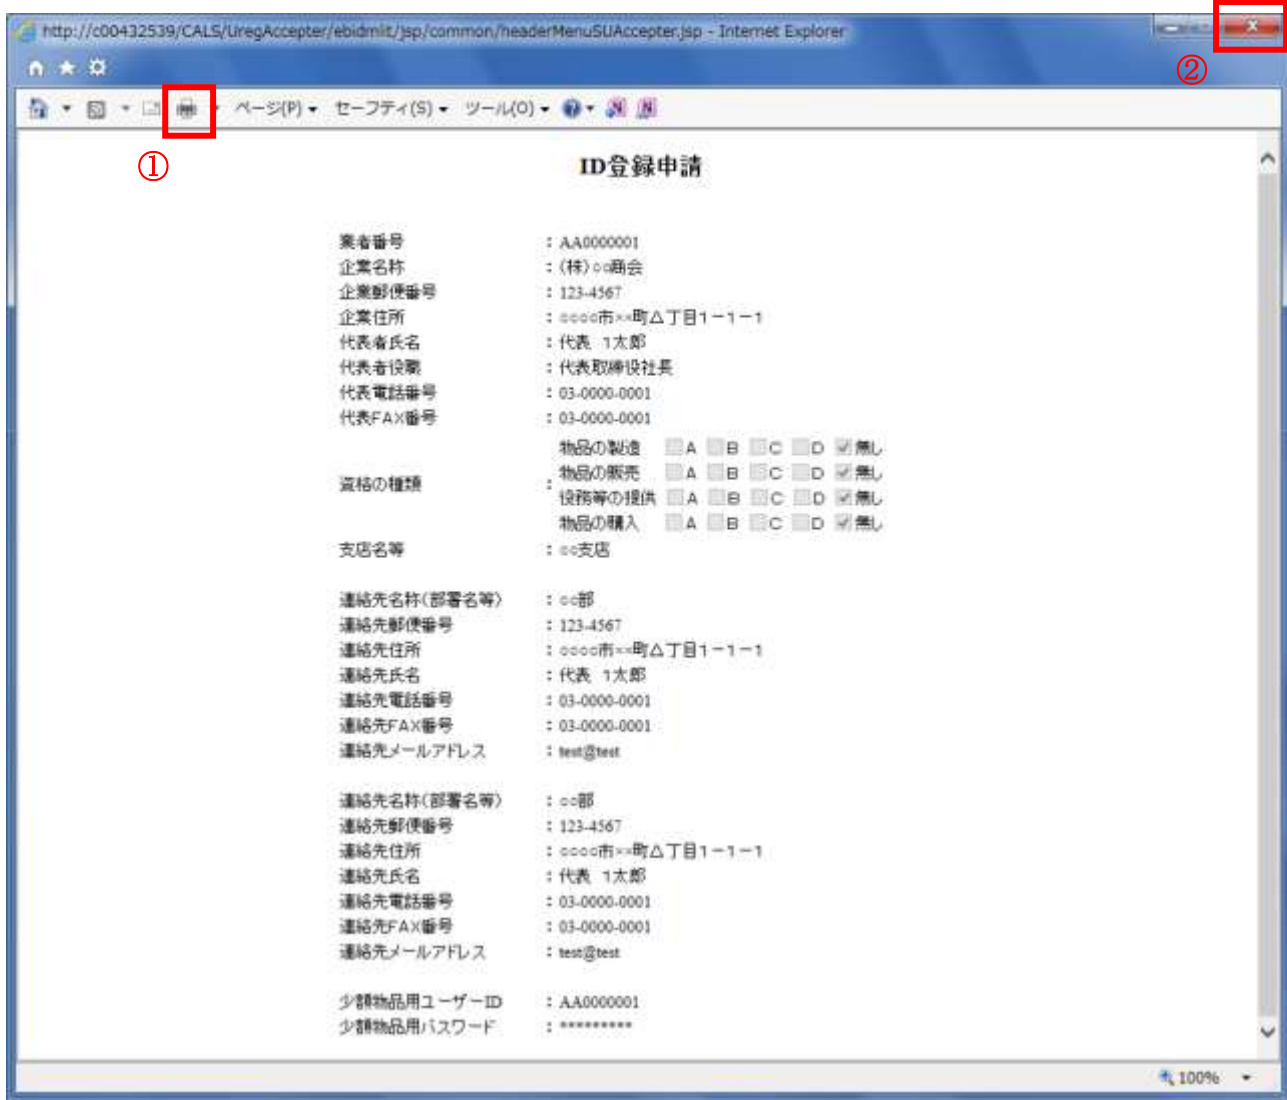 http://c00432539/CALS/UregAccepter/ebidmlit/jsp/common/headerMenuSUAccepter.jsp - Internet Explorer
②
ページ(P) セーフティ(S) ツール(O)
①
ID登録申請
業者番号 : AA0000001
企業名称 : (株)○○商会
企業郵便番号 : 123-4567
企業住所 : ○○○○市××町△丁目1-1-1
代表者氏名 : 代表 1太郎
代表者役職 : 代表取締役社長
代表電話番号 : 03-0000-0001
代表FAX番号 : 03-0000-0001
物品の製造 A B C D 無し
物品の販売 A B C D 無し
資格の種類 :
役務等の提供 A B C D 無し
物品の購入 A B C D 無し
支店名等 : ○○支店
連絡先名称(部署名等) : ○○部
連絡先郵便番号 : 123-4567
連絡先住所 : ○○○○市××町△丁目1-1-1
連絡先氏名 : 代表 1太郎
連絡先電話番号 : 03-0000-0001
連絡先FAX番号 : 03-0000-0001
連絡先メールアドレス : test@test
連絡先名称(部署名等) : ○○部
連絡先郵便番号 : 123-4567
連絡先住所 : ○○○○市××町△丁目1-1-1
連絡先氏名 : 代表 1太郎
連絡先電話番号 : 03-0000-0001
連絡先FAX番号 : 03-0000-0001
連絡先メールアドレス : test@test
少額物品用ユーザーID : AA0000001
少額物品用パスワード : *********
100%